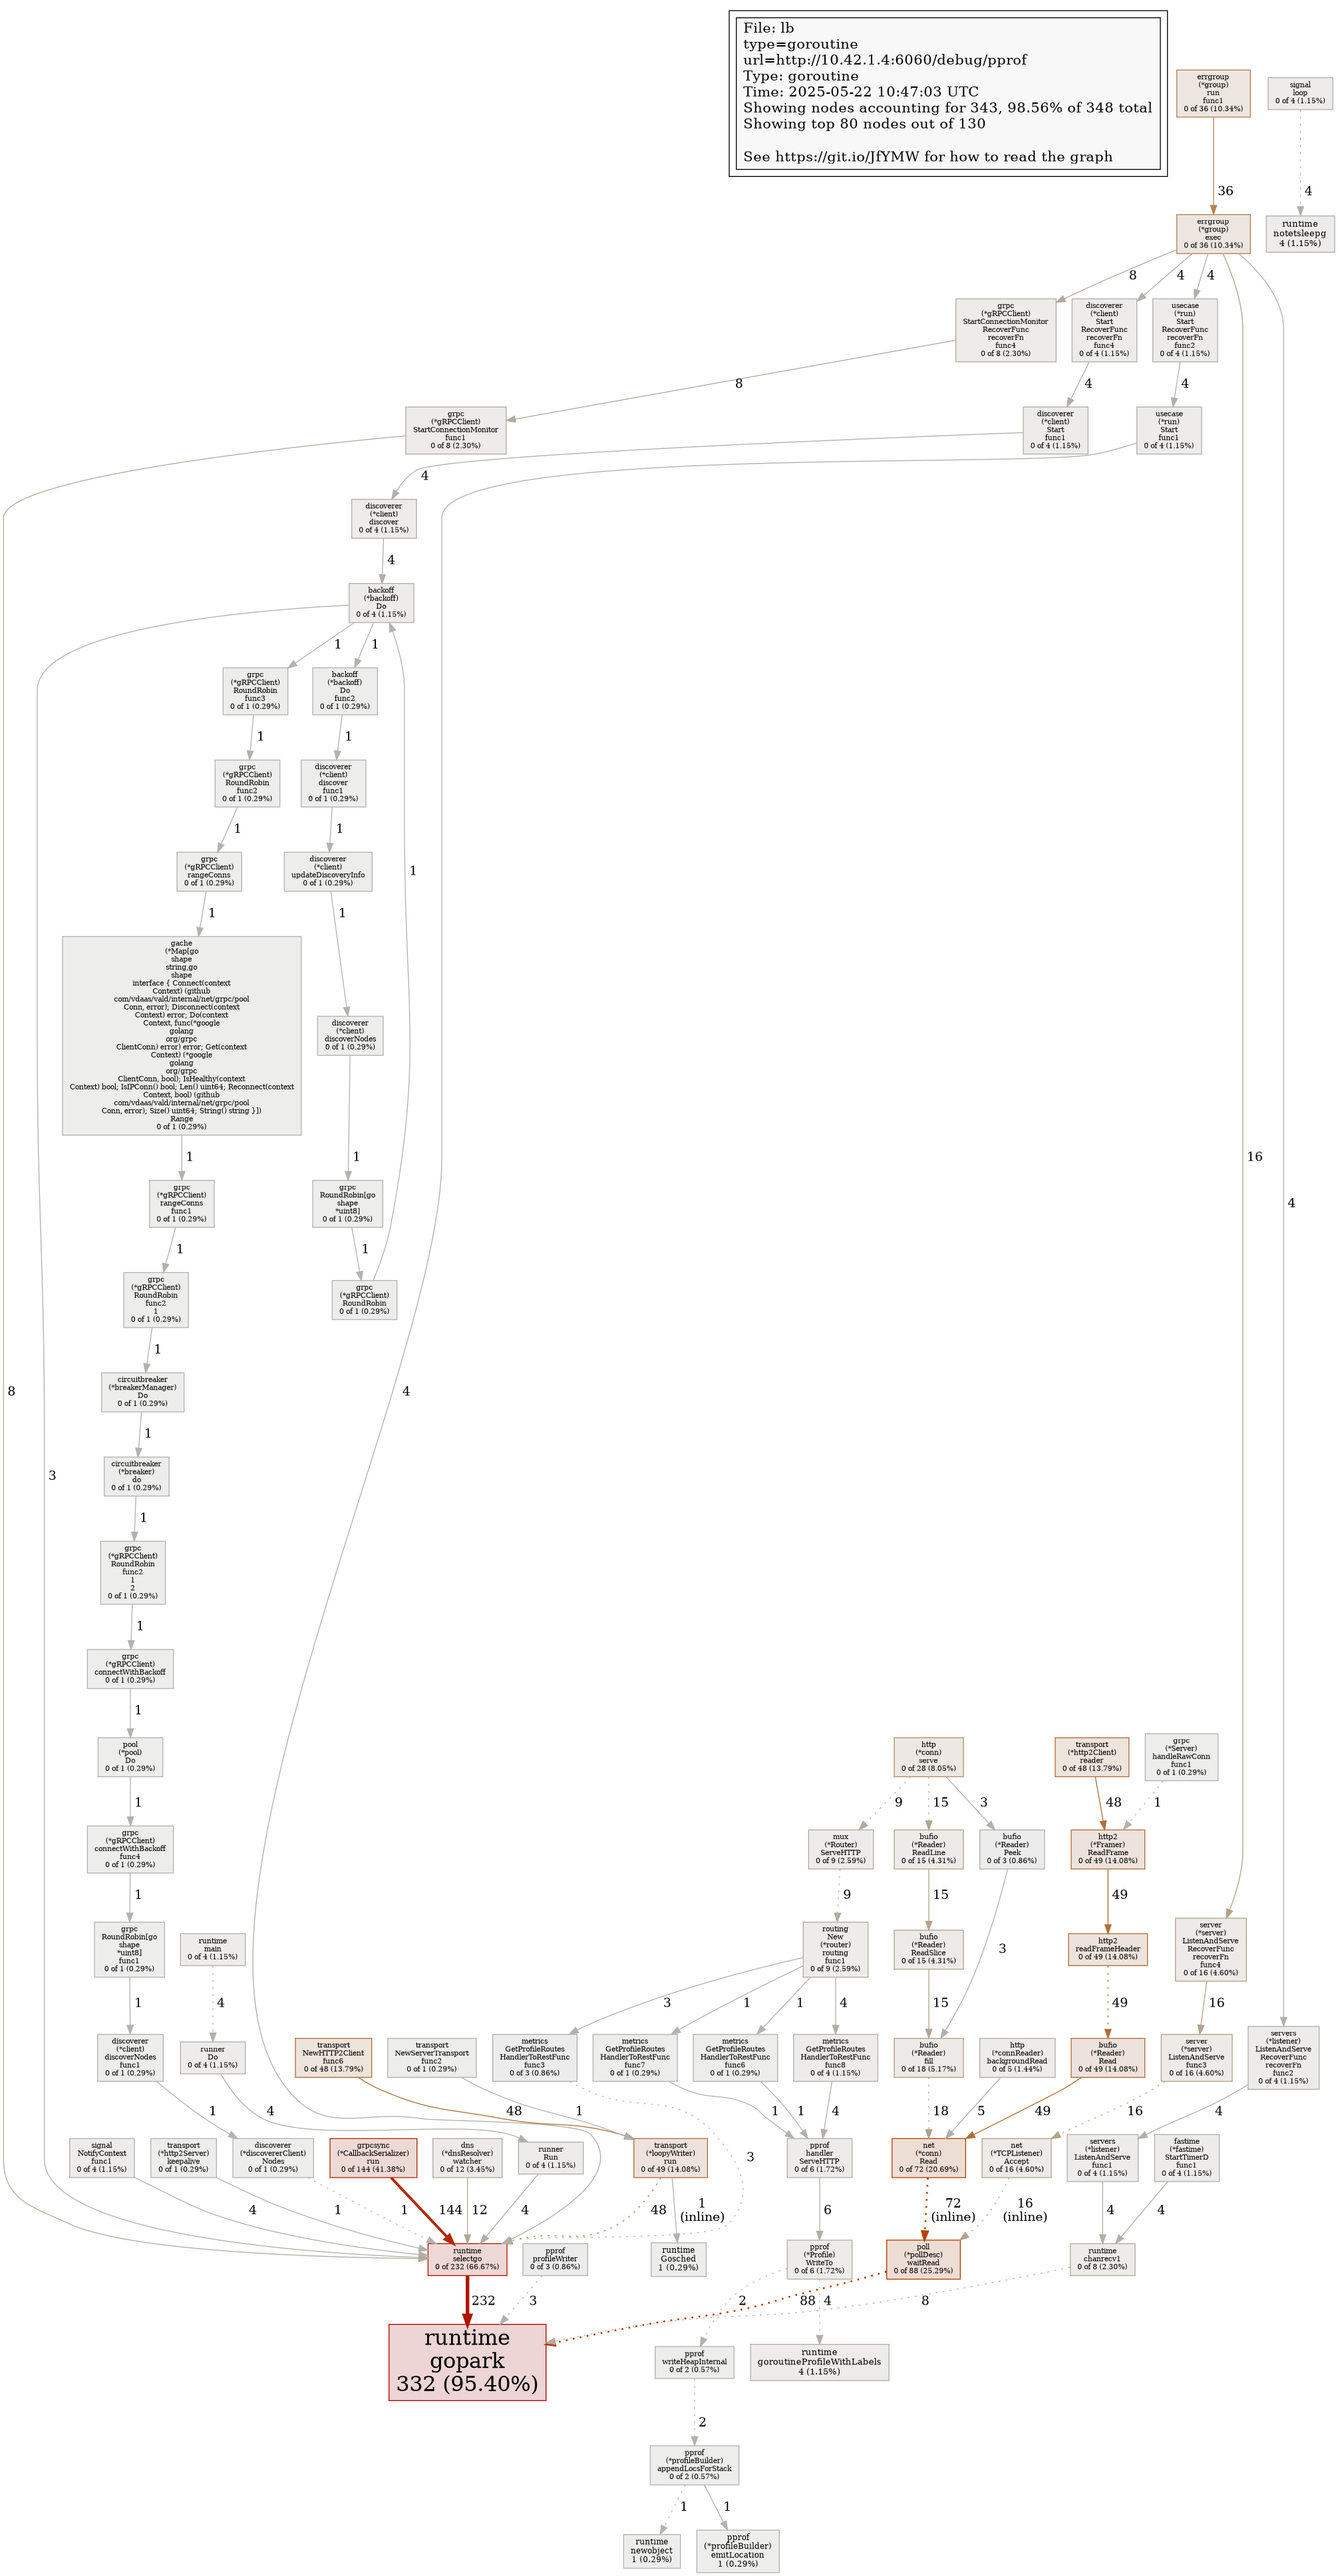 File: lb
type=goroutine
url=http://10.42.1.4:6060/debug/pprof
Type: goroutine
Time: 2025-05-22 10:47:03 UTC
Showing nodes accounting for 343, 98.56% of 348 total
Showing top 80 nodes out of 130
See https://git.io/JfYMW for how to read the graph
errgroup
(*group)
run
func1
0 of 36 (10.34%)
signal
loop
0 of 4 (1.15%)
36
4
errgroup
(*group)
exec
0 of 36 (10.34%)
runtime
notetsleepg
4 (1.15%)
8
4
4
grpc
(*gRPCClient)
StartConnectionMonitor
RecoverFunc
recoverFn
func4
0 of 8 (2.30%)
discoverer
(*client)
Start
RecoverFunc
recoverFn
func4
0 of 4 (1.15%)
usecase
(*run)
Start
RecoverFunc
recoverFn
func2
0 of 4 (1.15%)
8
4
4
grpc
(*gRPCClient)
StartConnectionMonitor
func1
0 of 8 (2.30%)
discoverer
(*client)
Start
func1
0 of 4 (1.15%)
usecase
(*run)
Start
func1
0 of 4 (1.15%)
4
discoverer
(*client)
discover
0 of 4 (1.15%)
4
backoff
(*backoff)
Do
0 of 4 (1.15%)
1
1
grpc
(*gRPCClient)
RoundRobin
func3
0 of 1 (0.29%)
backoff
(*backoff)
Do
func2
0 of 1 (0.29%)
1
1
grpc
(*gRPCClient)
RoundRobin
func2
0 of 1 (0.29%)
discoverer
(*client)
discover
func1
0 of 1 (0.29%)
1
1
1
grpc
(*gRPCClient)
rangeConns
0 of 1 (0.29%)
discoverer
(*client)
updateDiscoveryInfo
0 of 1 (0.29%)
1
1
gache
(*Map[go
shape
string,go
shape
interface { Connect(context
Context) (github
com/vdaas/vald/internal/net/grpc/pool
Conn, error); Disconnect(context
Context) error; Do(context
Context, func(*google
golang
org/grpc
ClientConn) error) error; Get(context
Context) (*google
golang
org/grpc
ClientConn, bool); IsHealthy(context
Context) bool; IsIPConn() bool; Len() uint64; Reconnect(context
Context, bool) (github
com/vdaas/vald/internal/net/grpc/pool
Conn, error); Size() uint64; String() string }])
Range
0 of 1 (0.29%)
discoverer
(*client)
discoverNodes
0 of 1 (0.29%)
1
1
16
grpc
(*gRPCClient)
rangeConns
func1
0 of 1 (0.29%)
grpc
RoundRobin[go
shape
*uint8]
0 of 1 (0.29%)
4
1
1
grpc
(*gRPCClient)
RoundRobin
func2
1
0 of 1 (0.29%)
grpc
(*gRPCClient)
RoundRobin
0 of 1 (0.29%)
1
8
4
circuitbreaker
(*breakerManager)
Do
0 of 1 (0.29%)
1
3
circuitbreaker
(*breaker)
do
0 of 1 (0.29%)
1
grpc
(*gRPCClient)
RoundRobin
func2
1
2
0 of 1 (0.29%)
1
grpc
(*gRPCClient)
connectWithBackoff
0 of 1 (0.29%)
1
pool
(*pool)
Do
0 of 1 (0.29%)
http
(*conn)
serve
0 of 28 (8.05%)
transport
(*http2Client)
reader
0 of 48 (13.79%)
grpc
(*Server)
handleRawConn
func1
0 of 1 (0.29%)
1
9
15
3
48
1
grpc
(*gRPCClient)
connectWithBackoff
func4
0 of 1 (0.29%)
mux
(*Router)
ServeHTTP
0 of 9 (2.59%)
bufio
(*Reader)
ReadLine
0 of 15 (4.31%)
bufio
(*Reader)
Peek
0 of 3 (0.86%)
http2
(*Framer)
ReadFrame
0 of 49 (14.08%)
1
9
15
49
grpc
RoundRobin[go
shape
*uint8]
func1
0 of 1 (0.29%)
runtime
main
0 of 4 (1.15%)
routing
New
(*router)
routing
func1
0 of 9 (2.59%)
bufio
(*Reader)
ReadSlice
0 of 15 (4.31%)
3
http2
readFrameHeader
0 of 49 (14.08%)
server
(*server)
ListenAndServe
RecoverFunc
recoverFn
func4
0 of 16 (4.60%)
1
4
3
1
1
4
15
49
16
discoverer
(*client)
discoverNodes
func1
0 of 1 (0.29%)
runner
Do
0 of 4 (1.15%)
transport
NewHTTP2Client
func6
0 of 48 (13.79%)
transport
NewServerTransport
func2
0 of 1 (0.29%)
metrics
GetProfileRoutes
HandlerToRestFunc
func3
0 of 3 (0.86%)
metrics
GetProfileRoutes
HandlerToRestFunc
func7
0 of 1 (0.29%)
metrics
GetProfileRoutes
HandlerToRestFunc
func6
0 of 1 (0.29%)
metrics
GetProfileRoutes
HandlerToRestFunc
func8
0 of 4 (1.15%)
bufio
(*Reader)
fill
0 of 18 (5.17%)
http
(*connReader)
backgroundRead
0 of 5 (1.44%)
bufio
(*Reader)
Read
0 of 49 (14.08%)
server
(*server)
ListenAndServe
func3
0 of 16 (4.60%)
servers
(*listener)
ListenAndServe
RecoverFunc
recoverFn
func2
0 of 4 (1.15%)
1
4
48
1
1
1
4
18
5
49
16
4
signal
NotifyContext
func1
0 of 4 (1.15%)
transport
(*http2Server)
keepalive
0 of 1 (0.29%)
discoverer
(*discovererClient)
Nodes
0 of 1 (0.29%)
grpcsync
(*CallbackSerializer)
run
0 of 144 (41.38%)
dns
(*dnsResolver)
watcher
0 of 12 (3.45%)
runner
Run
0 of 4 (1.15%)
transport
(*loopyWriter)
run
0 of 49 (14.08%)
3
pprof
handler
ServeHTTP
0 of 6 (1.72%)
net
(*conn)
Read
0 of 72 (20.69%)
net
(*TCPListener)
Accept
0 of 16 (4.60%)
servers
(*listener)
ListenAndServe
func1
0 of 4 (1.15%)
fastime
(*fastime)
StartTimerD
func1
0 of 4 (1.15%)
4
1
1
144
12
4
48
1
(inline)
6
72
(inline)
16
(inline)
4
4
runtime
selectgo
0 of 232 (66.67%)
pprof
profileWriter
0 of 3 (0.86%)
runtime
Gosched
1 (0.29%)
pprof
(*Profile)
WriteTo
0 of 6 (1.72%)
poll
(*pollDesc)
waitRead
0 of 88 (25.29%)
runtime
chanrecv1
0 of 8 (2.30%)
232
3
2
88
4
8
runtime
gopark
332 (95.40%)
pprof
writeHeapInternal
0 of 2 (0.57%)
runtime
goroutineProfileWithLabels
4 (1.15%)
2
pprof
(*profileBuilder)
appendLocsForStack
0 of 2 (0.57%)
1
1
runtime
newobject
1 (0.29%)
pprof
(*profileBuilder)
emitLocation
1 (0.29%)